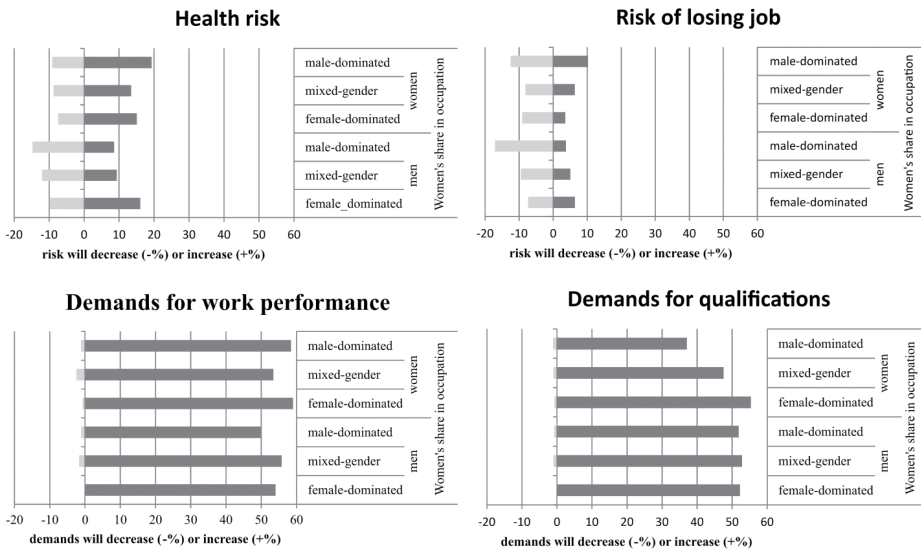 Health risk
male-dominated
mixed-gender
female-dominated
women
male-dominated
mixed-gender
female_dominated
men
Women's share in occupation
-20 -10 0 10 20 30 40 50 60
risk will decrease (-%) or increase (+%)
Risk of losing job
male-dominated
mixed-gender
female-dominated
women
male-dominated
mixed-gender
female-dominated
men
Women's share in occupation
-20 -10 0 10 20 30 40 50 60
risk will decrease (-%) or increase (+%)
Demands for work performance
male-dominated
mixed-gender
female-dominated
women
male-dominated
mixed-gender
female-dominated
men
Women's share in occupation
-20 -10 0 10 20 30 40 50 60
demands will decrease (-%) or increase (+%)
Demands for qualifications
male-dominated
mixed-gender
female-dominated
women
male-dominated
mixed-gender
female-dominated
men
Women's share in occupation
-20 -10 0 10 20 30 40 50 60
demands will decrease (-%) or increase (+%)